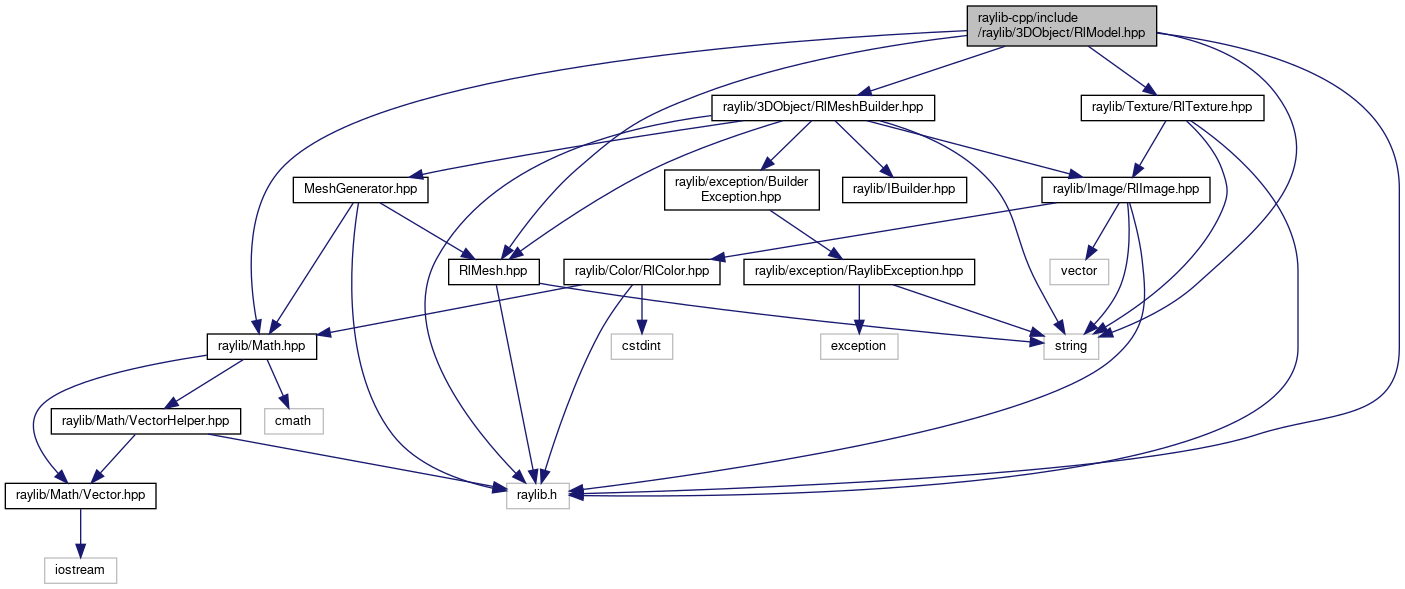 raylib-cpp/include
/raylib/3DObject/RlModel.hpp
raylib/3DObject/RlMeshBuilder.hpp
raylib/Texture/RlTexture.hpp
MeshGenerator.hpp
raylib/exception/Builder
Exception.hpp
raylib/IBuilder.hpp
raylib/Image/RlImage.hpp
RlMesh.hpp
raylib/Color/RlColor.hpp
raylib/exception/RaylibException.hpp
vector
raylib/Math.hpp
cstdint
exception
string
raylib/Math/VectorHelper.hpp
cmath
raylib/Math/Vector.hpp
raylib.h
iostream